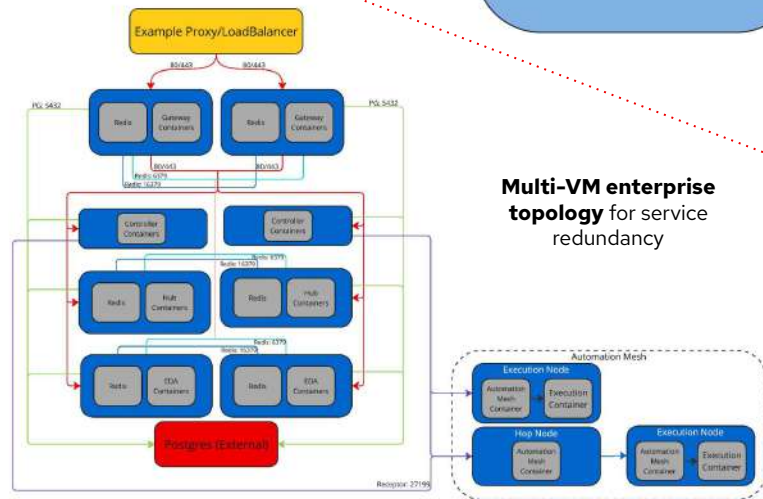 Example Proxy/LoadBalancer
80/443
80/443
PG: 5432
PG: 5432
Redis
Gateway
Containers
Redis
Gateway
Containers
80/443
80/443
Redis: 6379
Redis: 16379
Controller
Containers
Controller
Containers
Redis: 6379
Redis: 16379
Redis
Hub
Containers
Redis
Hub
Containers
Redis: 6379
Redis: 16379
Redis
EDA
Containers
Redis
EDA
Containers
Postgres (External)
Multi-VM enterprise
topology for service
redundancy
Automation Mesh
Execution Node
Automation
Mesh
Container
Execution
Container
Hop Node
Automation
Mesh
Container
Execution Node
Automation
Mesh
Container
Execution
Container
Receptor: 27199